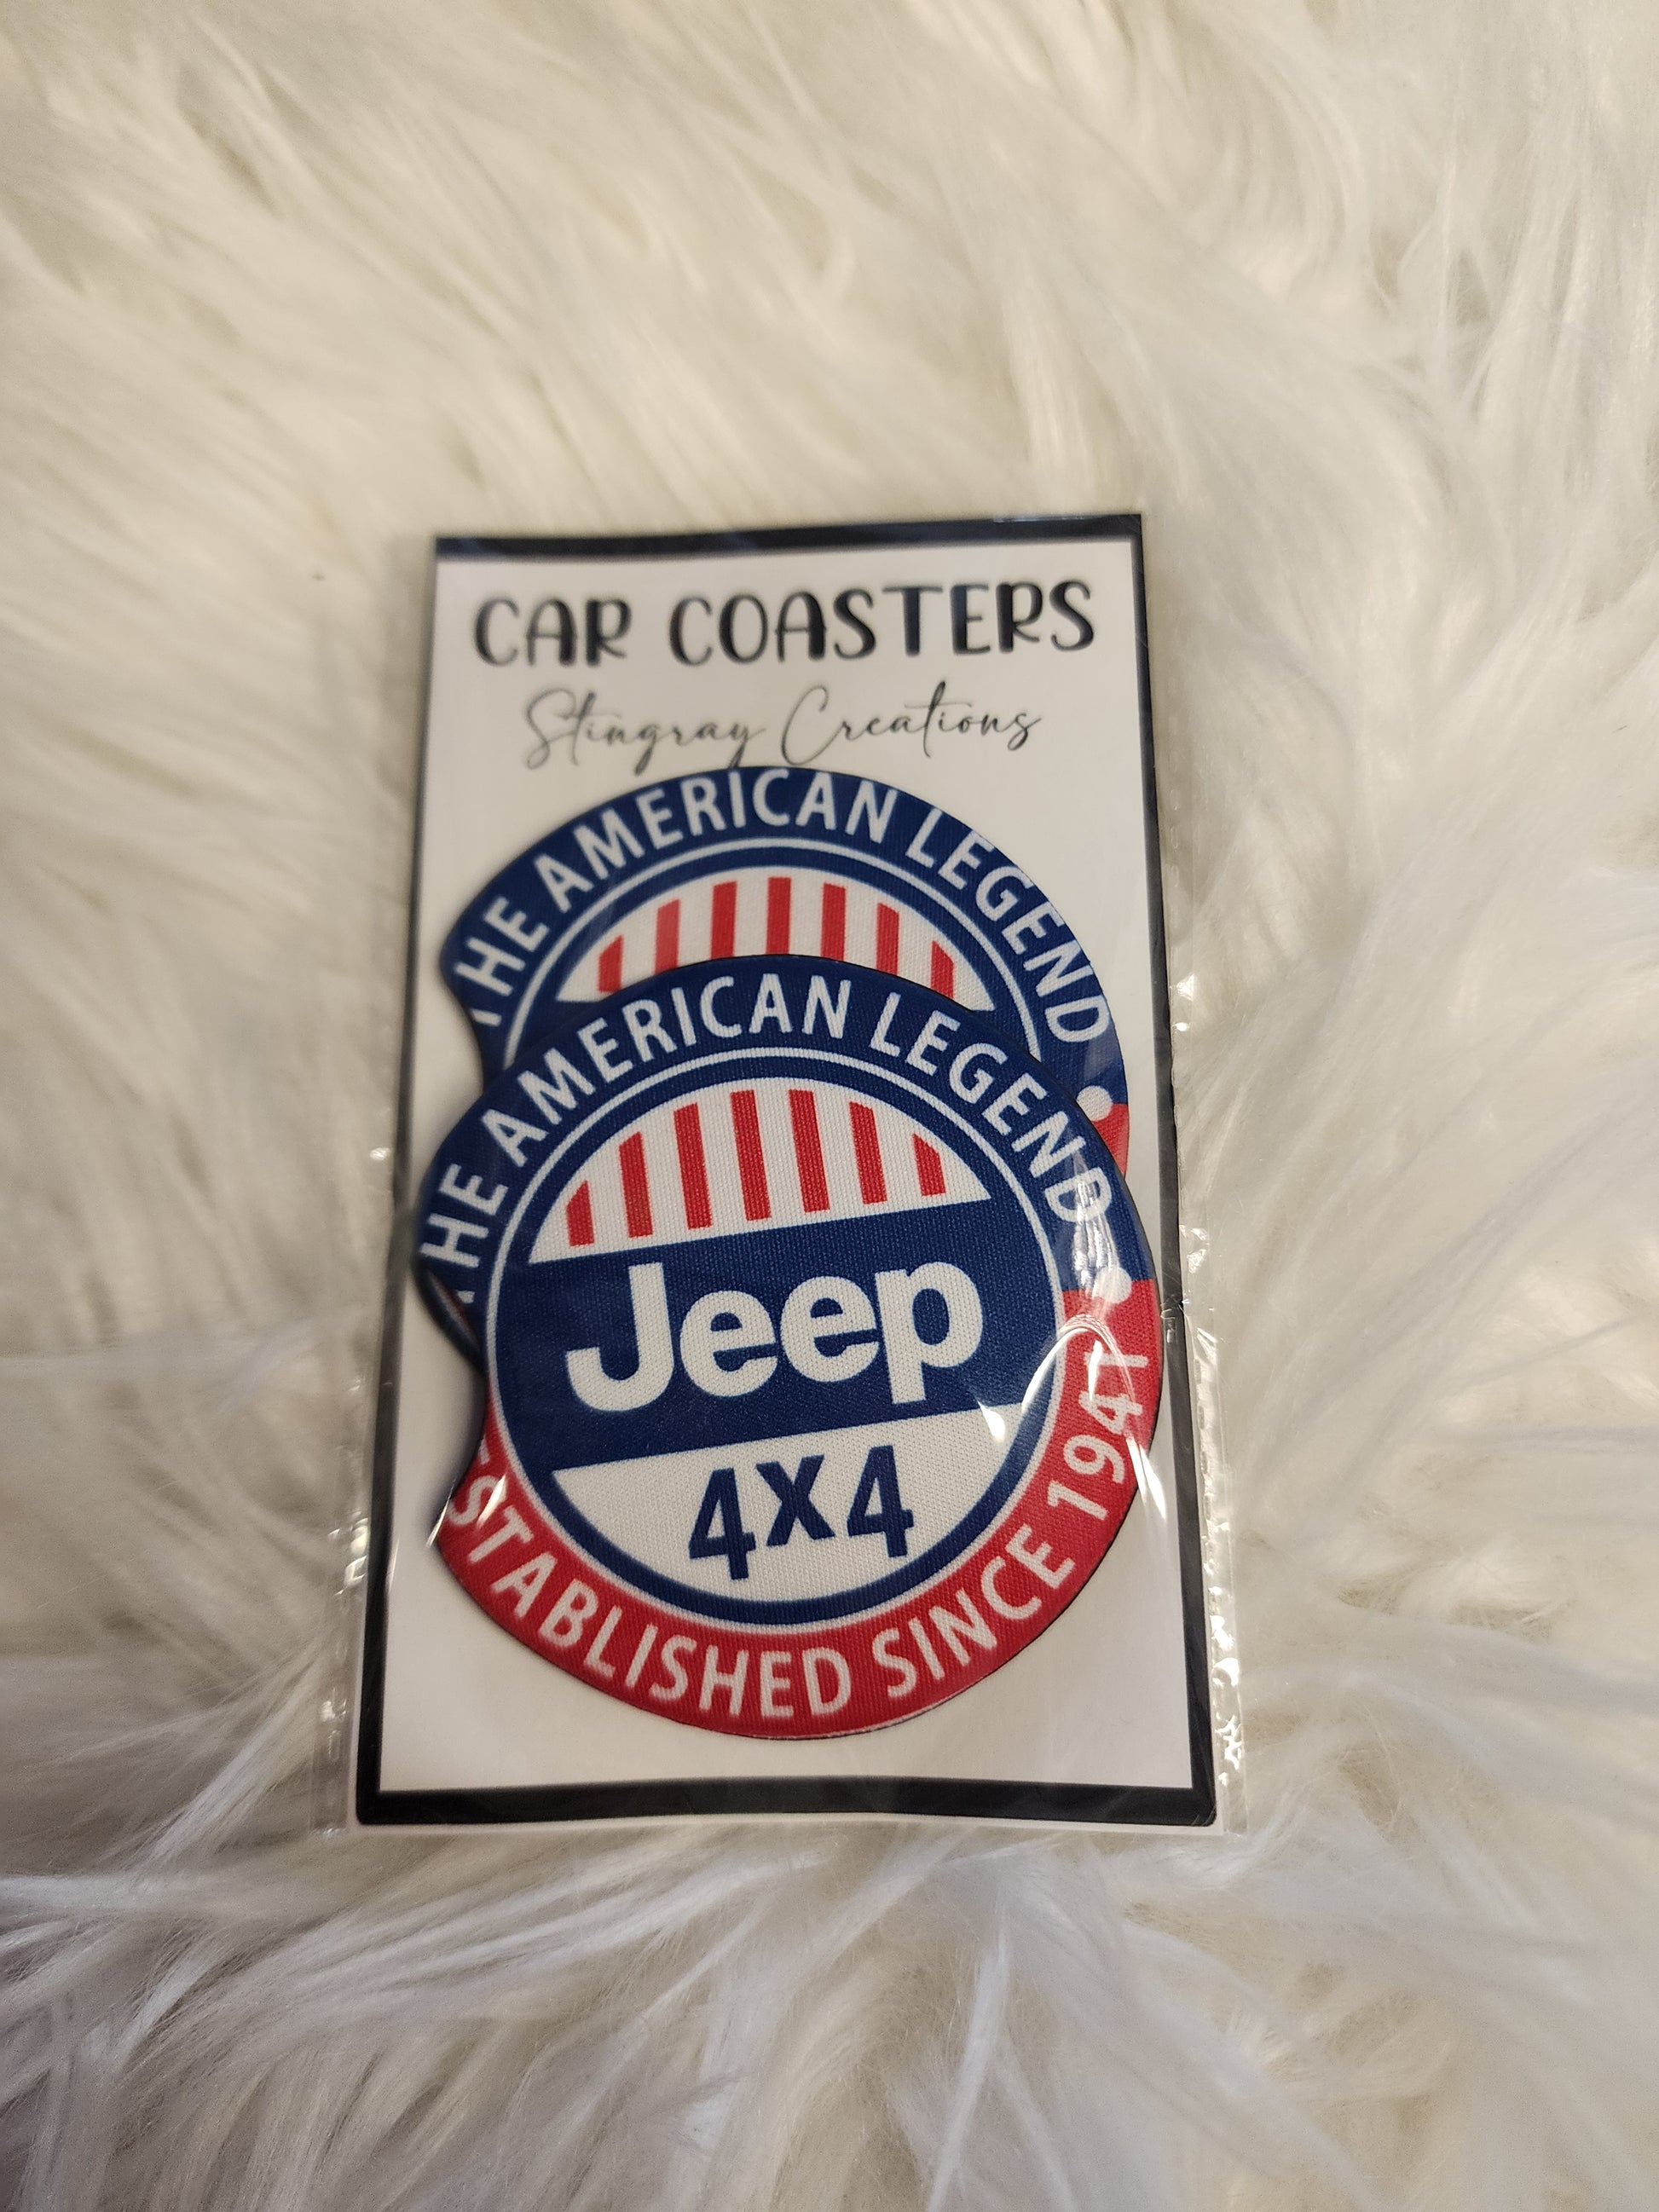 CAR COASTERS
Stingray Creations
THE AMERICAN LEGEND
THE AMERICAN LEGEND
Jeep
4X4
ESTABLISHED SINCE 1941